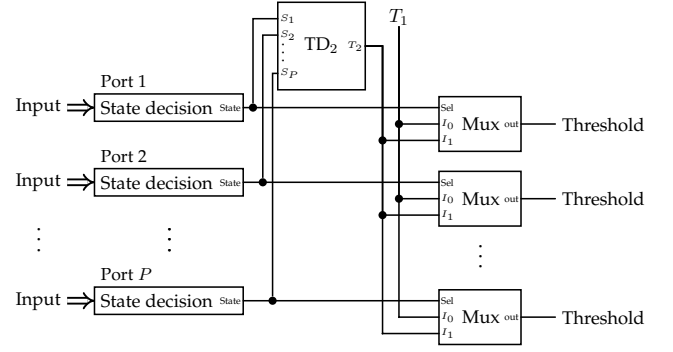 S1
S2
SP
TD2
T2
T1
Port 1
Input
State decision State
Sel
I0
I1
Mux out
Threshold
Port 2
Input
State decision State
Sel
I0
I1
Mux out
Threshold
Port P
Input
State decision State
Sel
I0
I1
Mux out
Threshold